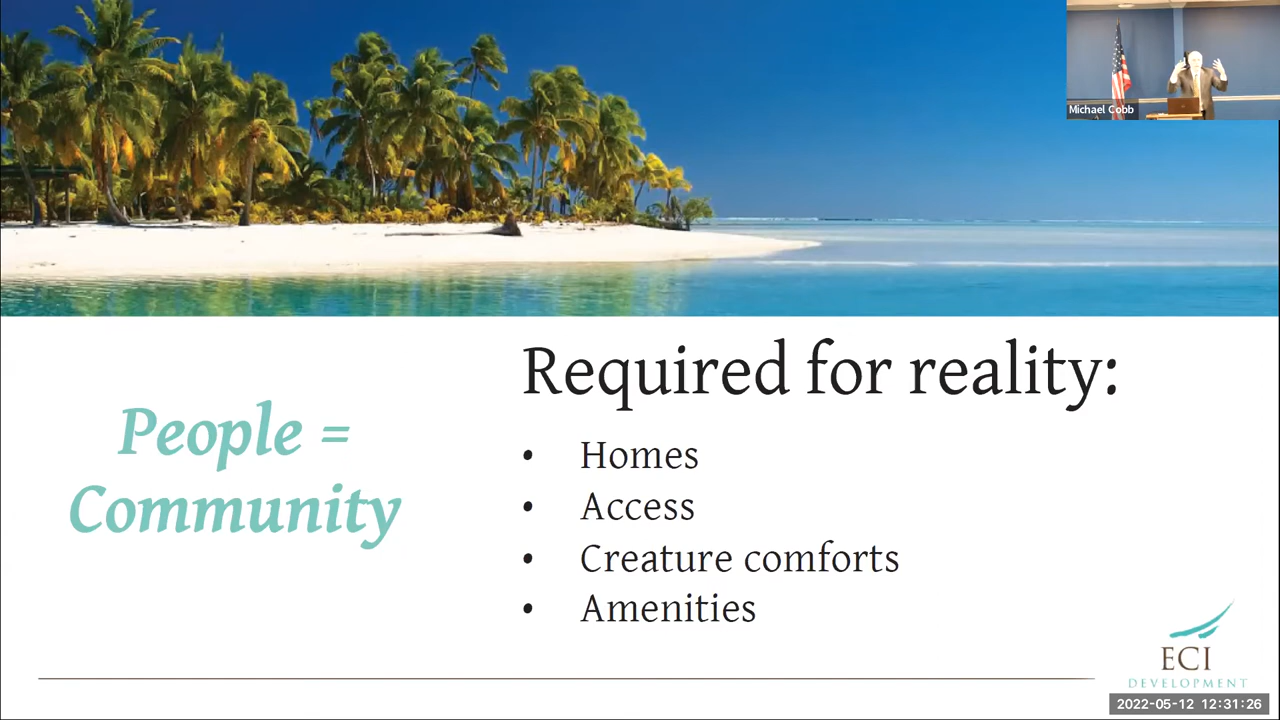 Michael Cobb
People =
Community
Required for reality:
• Homes
• Access
• Creature comforts
• Amenities
ECI
DEVELOPMENT
2022-05-12 12:31:26